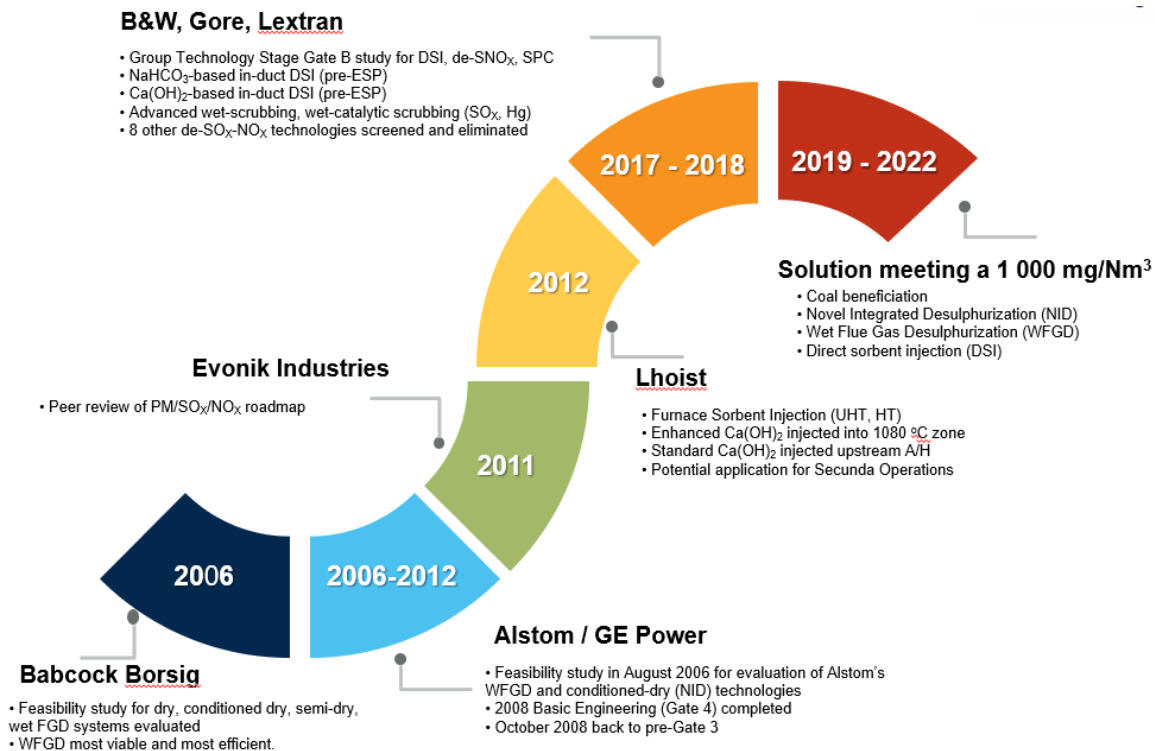 B&W, Gore, Lextran
• Group Technology Stage Gate B study for DSI, de-SNOX, SPC
• NaHCO3-based in-duct DSI (pre-ESP)
• Ca(OH)2-based in-duct DSI (pre-ESP)
• Advanced wet-scrubbing, wet-catalytic scrubbing (SOX, Hg)
• 8 other de-SOX-NOX technologies screened and eliminated
2017 - 2018
2019 - 2022
Solution meeting a 1 000 mg/Nm3
• Coal beneficiation
• Novel Integrated Desulphurization (NID)
• Wet Flue Gas Desulphurization (WFGD)
• Direct sorbent injection (DSI)
2012
Lhoist
• Furnace Sorbent Injection (UHT, HT)
• Enhanced Ca(OH)2 injected into 1080 ºC zone
• Standard Ca(OH)2 injected upstream A/H
• Potential application for Secunda Operations
Evonik Industries
• Peer review of PM/SOX/NOX roadmap
2011
2006
2006-2012
Babcock Borsig
• Feasibility study for dry, conditioned dry, semi-dry,
wet FGD systems evaluated
• WFGD most viable and most efficient.
Alstom / GE Power
• Feasibility study in August 2006 for evaluation of Alstom's
WFGD and conditioned-dry (NID) technologies
• 2008 Basic Engineering (Gate 4) completed
• October 2008 back to pre-Gate 3